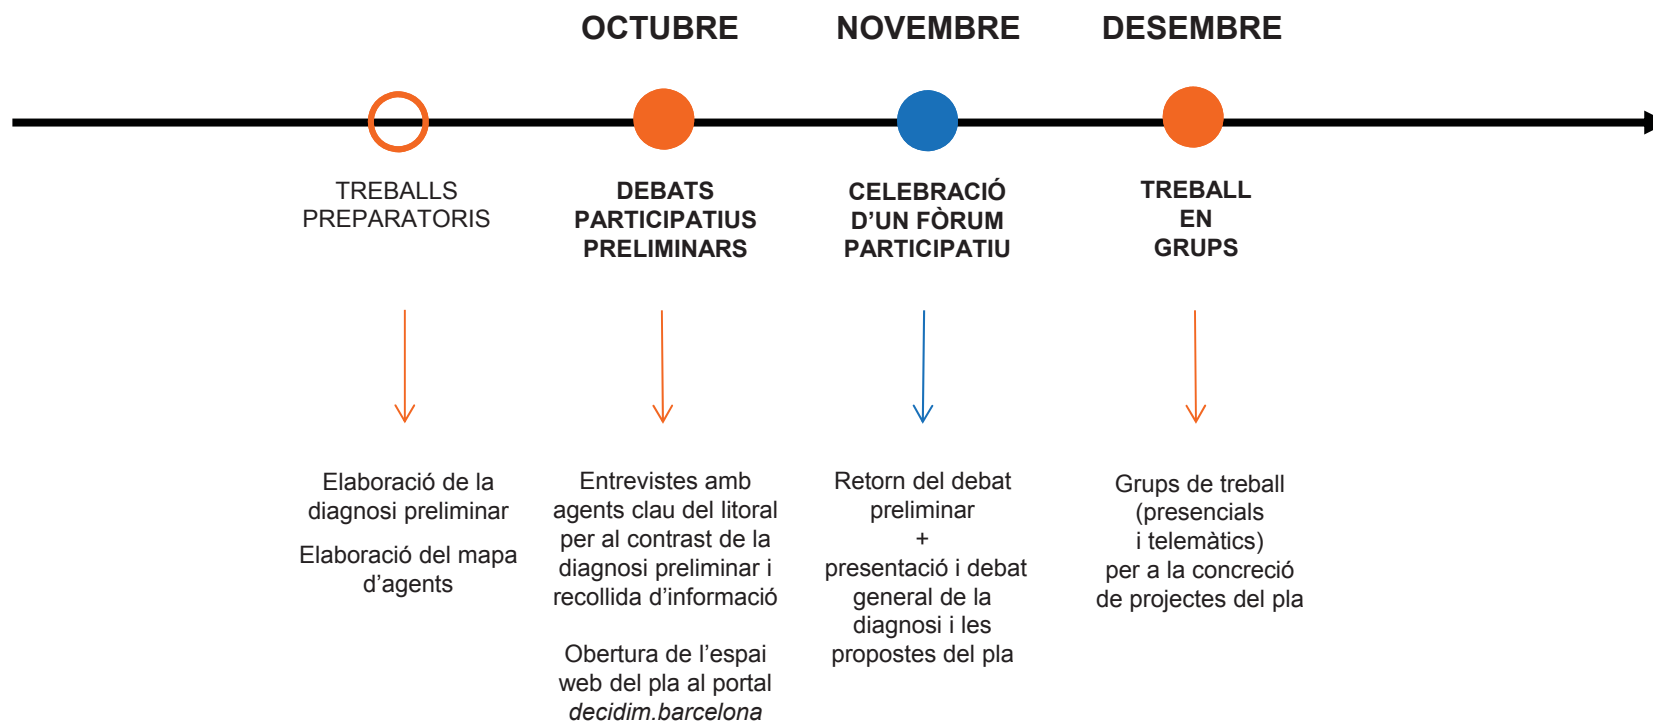 OCTUBRE
NOVEMBRE
DESEMBRE
TREBALLS
PREPARATORIS
DEBATS
PARTICIPATIUS
PRELIMINARS
CELEBRACIÓ
D’UN FÒRUM
PARTICIPATIU
TREBALL
EN
GRUPS
Elaboració de la
diagnosi preliminar
Elaboració del mapa
d’agents
Entrevistes amb
agents clau del litoral
per al contrast de la
diagnosi preliminar i
recollida d’informació
Obertura de l’espai
web del pla al portal
decidim.barcelona
Retorn del debat
preliminar
+
presentació i debat
general de la
diagnosi i les
propostes del pla
Grups de treball
(presencials
i telemàtics)
per a la concreció
de projectes del pla